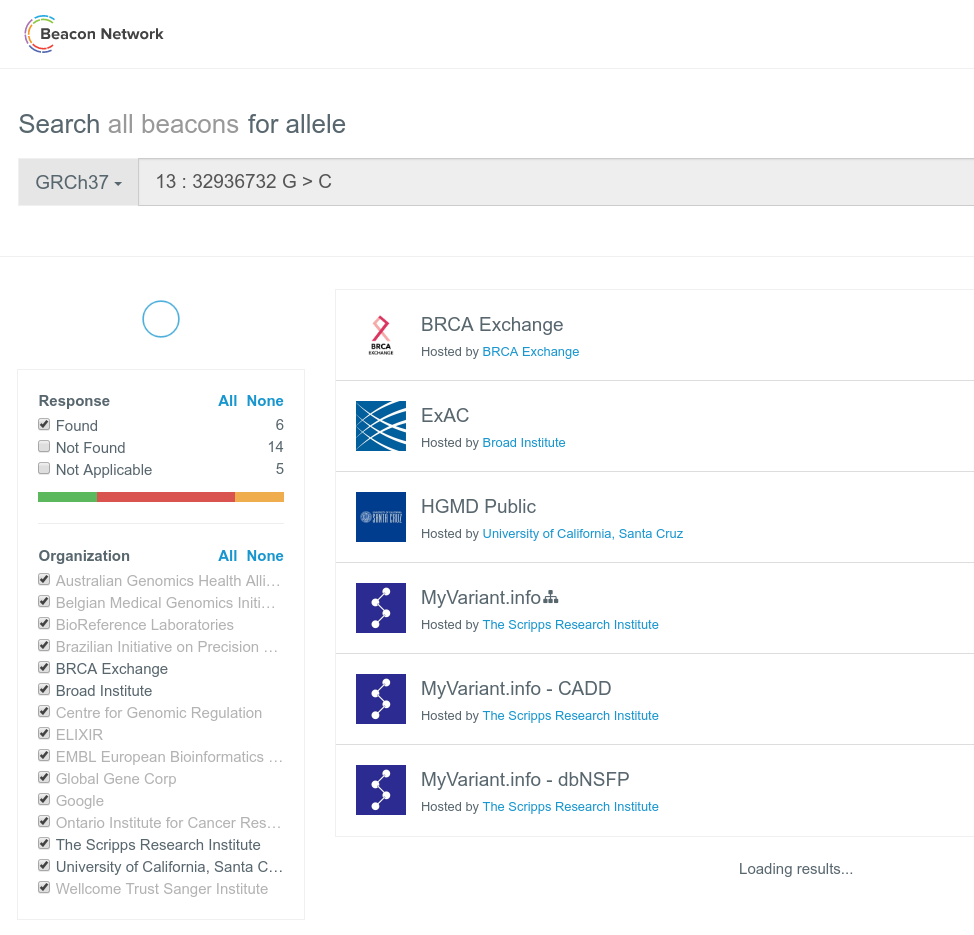 Beacon Network
Search all beacons for allele
GRCh37
13 : 32936732 G > C
Response All None
Found 6
Not Found 14
Not Applicable 5
Organization All None
Australian Genomics Health Alli...
Belgian Medical Genomics Initi...
BioReference Laboratories
Brazilian Initiative on Precision ...
BRCA Exchange
Broad Institute
Centre for Genomic Regulation
ELIXIR
EMBL European Bioinformatics ...
Global Gene Corp
Google
Ontario Institute for Cancer Res...
The Scripps Research Institute
University of California, Santa C...
Wellcome Trust Sanger Institute
BRCA
EXCHANGE
BRCA Exchange
Hosted by BRCA Exchange
ExAC
Hosted by Broad Institute
SANTA CRUZ
HGMD Public
Hosted by University of California, Santa Cruz
MyVariant.info
Hosted by The Scripps Research Institute
MyVariant.info - CADD
Hosted by The Scripps Research Institute
MyVariant.info - dbNSFP
Hosted by The Scripps Research Institute
Loading results...